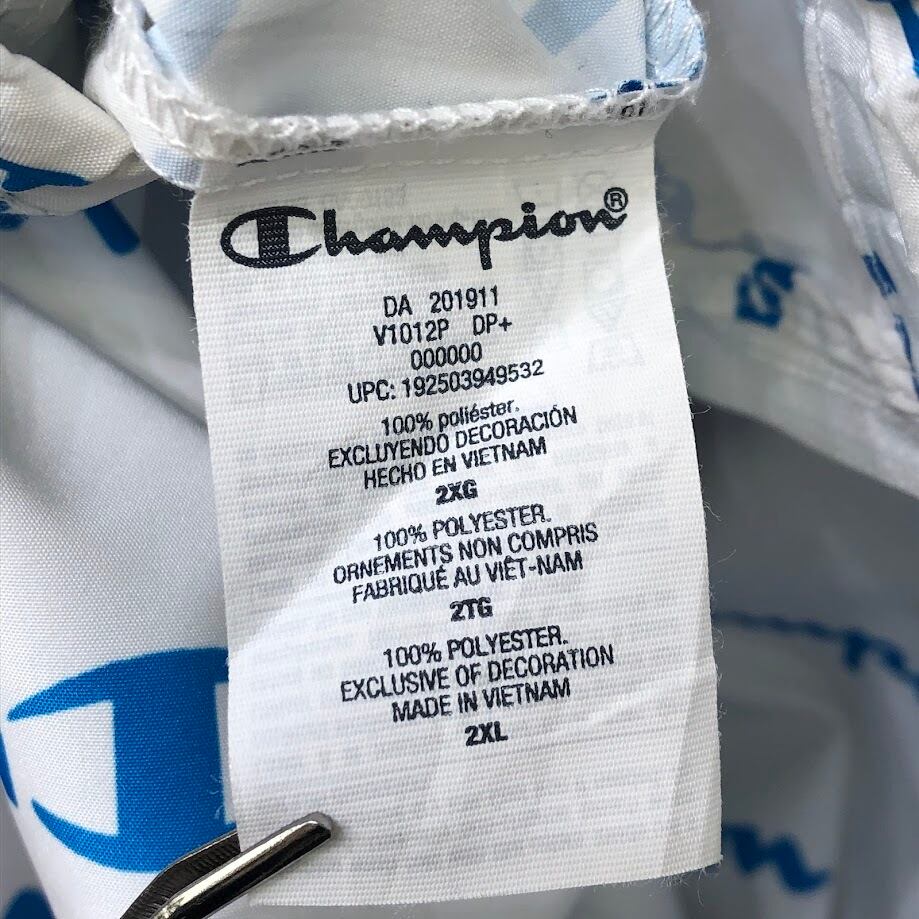 Champion®
DA 201911
V1012P DP+
000000
UPC: 192503949532
100% poliéster.
EXCLUYENDO DECORACIÓN
HECHO EN VIETNAM
2XG
100% POLYESTER.
ORNEMENTS NON COMPRIS
FABRIQUÉ AU VIÊT-NAM
2TG
100% POLYESTER.
EXCLUSIVE OF DECORATION
MADE IN VIETNAM
2XL